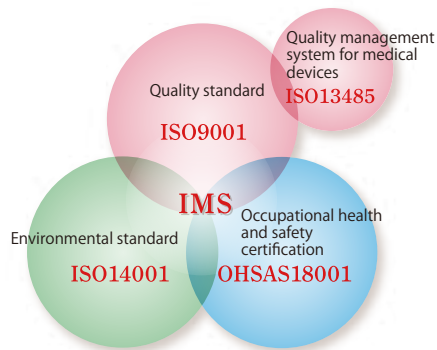 Quality management
system for medical
devices
ISO13485
Quality standard
ISO9001
IMS
Occupational health
and safety
certification
OHSAS18001
Environmental standard
ISO14001